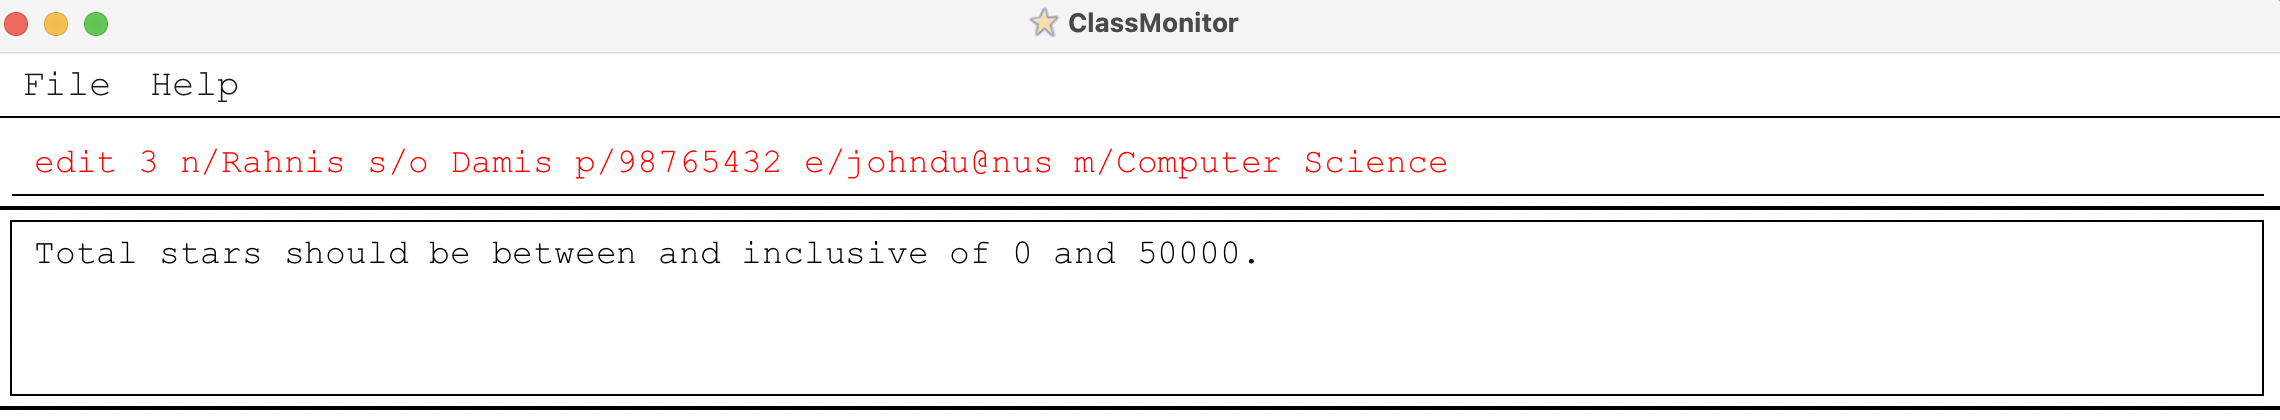 ClassMonitor
File Help
edit 3 n/Rahnis s/o Damis p/98765432 e/johndu@nus m/Computer Science
Total stars should be between and inclusive of 0 and 50000.